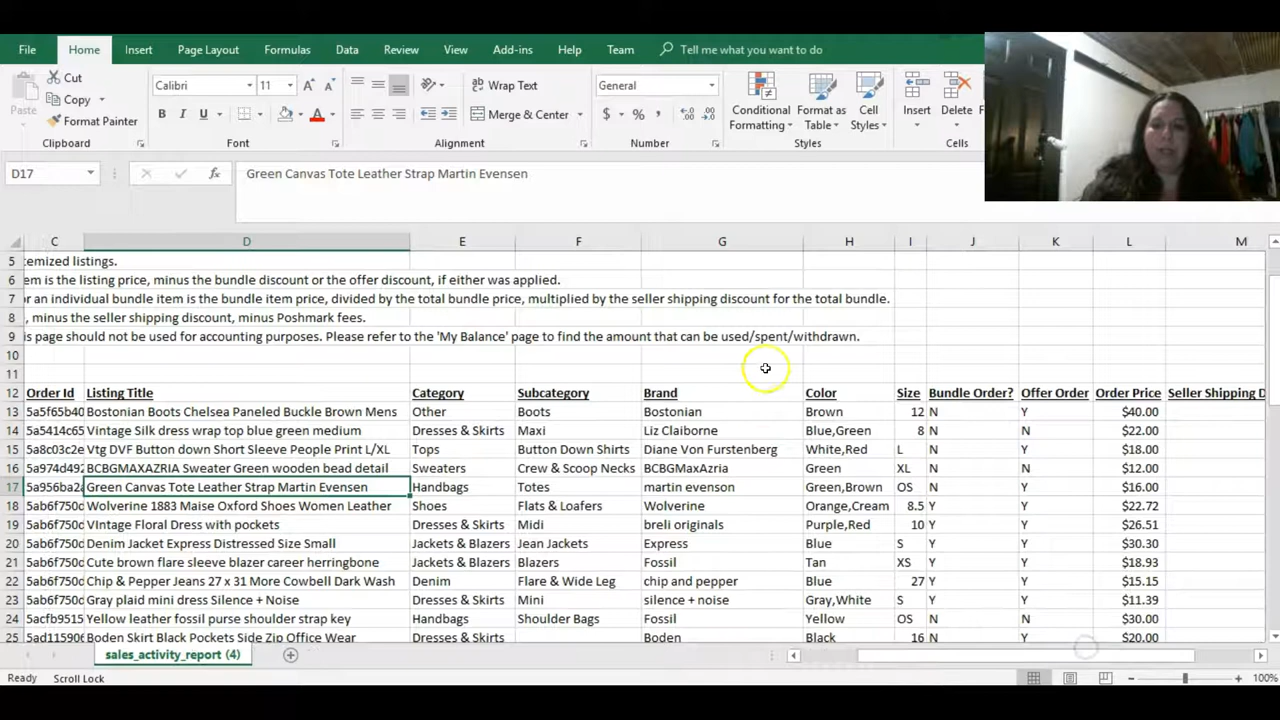 File Home Insert Page Layout Formulas Data Review View Add-ins Help Team Tell me what you want to do
Cut Calibri 11 Wrap Text General
Paste Copy Conditional Format as Cell Insert Delete
Format Painter B I U A Merge & Center $ % , Formatting Table Styles
Clipboard Font Alignment Number Styles Cells
D17 fx Green Canvas Tote Leather Strap Martin Evensen
C D E F G H I J K L M
5 temized listings.
6 em is the listing price, minus the bundle discount or the offer discount, if either was applied.
7 or an individual bundle item is the bundle item price, divided by the total bundle price, multiplied by the seller shipping discount for the total bundle.
8 , minus the seller shipping discount, minus Poshmark fees.
9 is page should not be used for accounting purposes. Please refer to the 'My Balance' page to find the amount that can be used/spent/withdrawn.
10
11
12 Order Id Listing Title Category Subcategory Brand Color Size Bundle Order? Offer Order Order Price Seller Shipping D
13 5a5f65b40 Bostonian Boots Chelsea Paneled Buckle Brown Mens Other Boots Bostonian Brown 12 N Y $40.00
14 5a5414c65 Vintage Silk dress wrap top blue green medium Dresses & Skirts Maxi Liz Claiborne Blue,Green 8 N N $22.00
15 5a8c03c2e Vtg DVF Button down Short Sleeve People Print L/XL Tops Button Down Shirts Diane Von Furstenberg White,Red L N Y $18.00
16 5a974d492 BCBGMAXAZRIA Sweater Green wooden bead detail Sweaters Crew & Scoop Necks BCBGMaxAzria Green XL N N $12.00
17 5a956ba2a Green Canvas Tote Leather Strap Martin Evensen Handbags Totes martin evenson Green,Brown OS N Y $16.00
18 5ab6f750d Wolverine 1883 Maise Oxford Shoes Women Leather Shoes Flats & Loafers Wolverine Orange,Cream 8.5 Y Y $22.72
19 5ab6f750d VIntage Floral Dress with pockets Dresses & Skirts Midi breli originals Purple,Red 10 Y Y $26.51
20 5ab6f750d Denim Jacket Express Distressed Size Small Jackets & Blazers Jean Jackets Express Blue S Y Y $30.30
21 5ab6f750d Cute brown flare sleeve blazer career herringbone Jackets & Blazers Blazers Fossil Tan XS Y Y $18.93
22 5ab6f750d Chip & Pepper Jeans 27 x 31 More Cowbell Dark Wash Denim Flare & Wide Leg chip and pepper Blue 27 Y Y $15.15
23 5ab6f750d Gray plaid mini dress Silence + Noise Dresses & Skirts Mini silence + noise Gray,White S Y Y $11.39
24 5acfb9515 Yellow leather fossil purse shoulder strap key Handbags Shoulder Bags Fossil Yellow OS N Y $30.00
25 5ad115906 Boden Skirt Black Pockets Side Zip Office Wear Dresses & Skirts Boden Black 16 N Y $20.00
sales_activity_report (4)
Ready Scroll Lock 100%